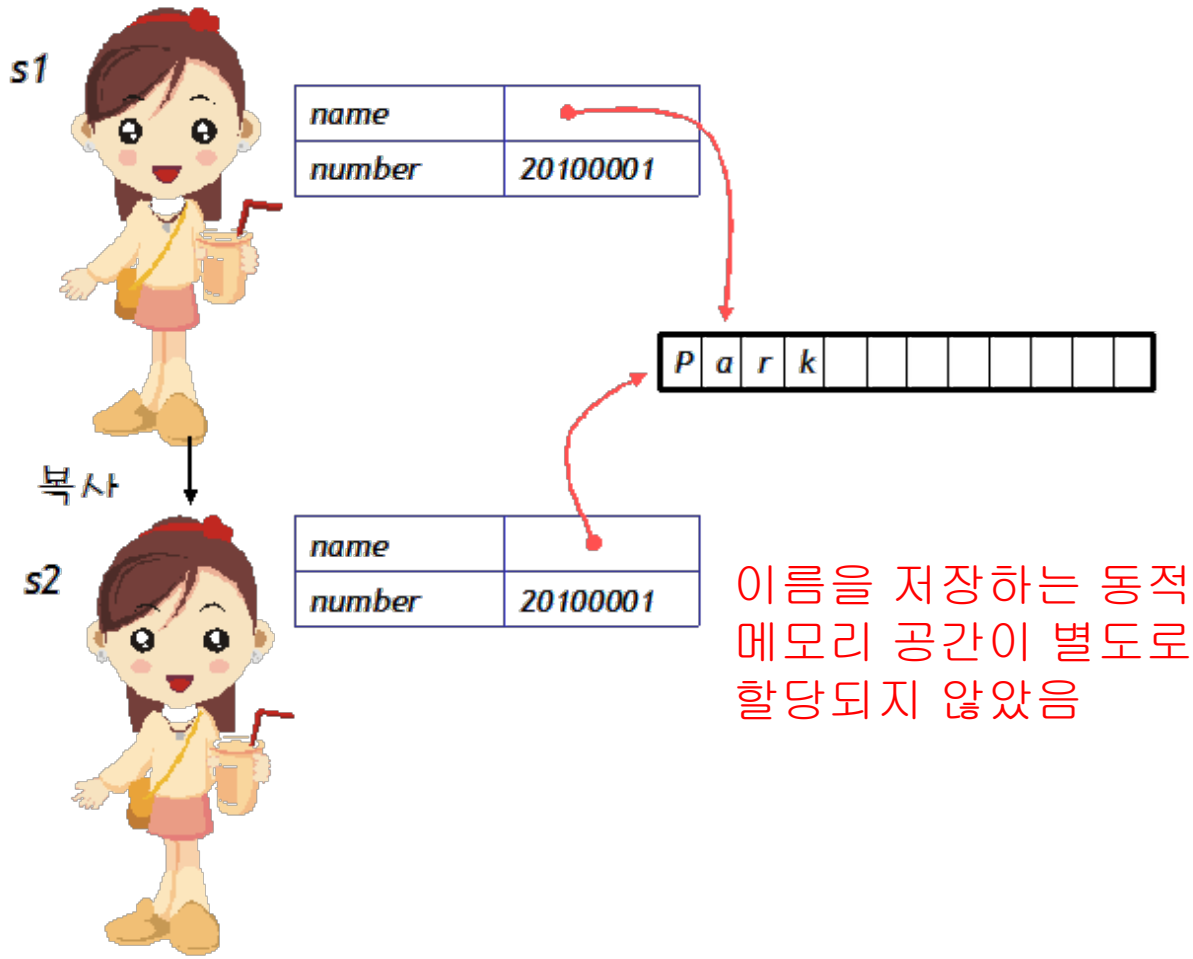 s1
name
number 20100001
P a r k
복사
s2
name
number 20100001
이름을 저장하는 동적
메모리 공간이 별도로
할당되지 않았음